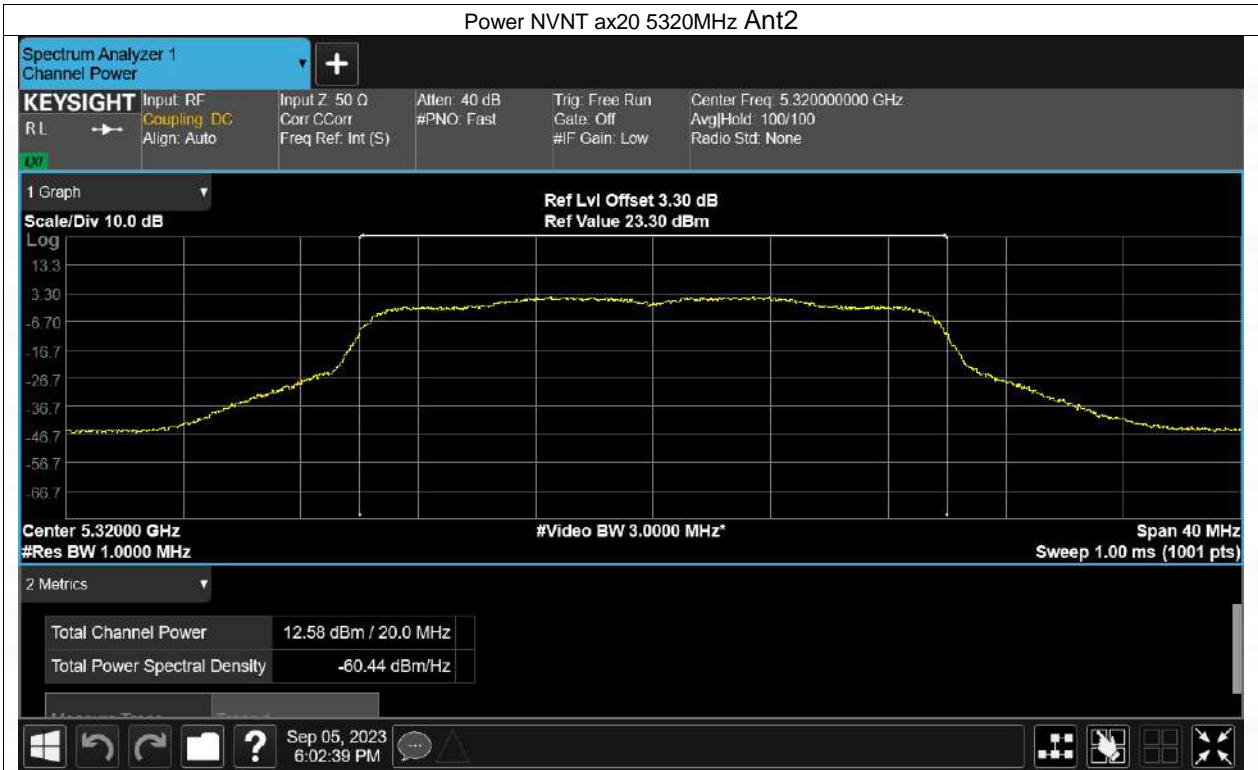 Power NVNT ax20 5320MHz Ant2
Spectrum Analyzer 1
Channel Power
KEYSIGHT
RL
LXI
Input: RF
Coupling: DC
Align: Auto
Input Z: 50 Ω
Corr CCorr
Freq Ref: Int (S)
Atten: 40 dB
#PNO: Fast
Trig: Free Run
Gate: Off
#IF Gain: Low
Center Freq: 5.320000000 GHz
Avg|Hold: 100/100
Radio Std: None
1 Graph
Scale/Div 10.0 dB
Ref Lvl Offset 3.30 dB
Ref Value 23.30 dBm
Log
13.3
3.30
-6.70
-16.7
-26.7
-36.7
-46.7
-56.7
-66.7
Center 5.32000 GHz
#Res BW 1.0000 MHz
#Video BW 3.0000 MHz*
Span 40 MHz
Sweep 1.00 ms (1001 pts)
2 Metrics
Total Channel Power 12.58 dBm / 20.0 MHz
Total Power Spectral Density -60.44 dBm/Hz
?
Sep 05, 2023
6:02:39 PM